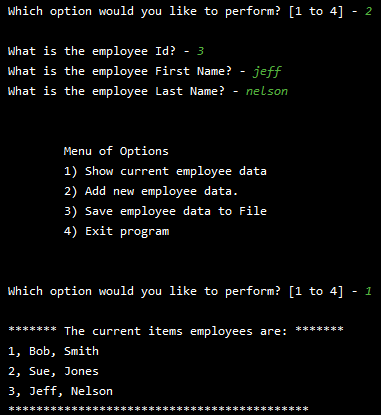 Which option would you like to perform? [1 to 4] - 2
What is the employee Id? - 3
What is the employee First Name? - jeff
What is the employee Last Name? - nelson
Menu of Options
1) Show current employee data
2) Add new employee data.
3) Save employee data to File
4) Exit program
Which option would you like to perform? [1 to 4] - 1
******* The current items employees are: *******
1, Bob, Smith
2, Sue, Jones
3, Jeff, Nelson
*******************************************